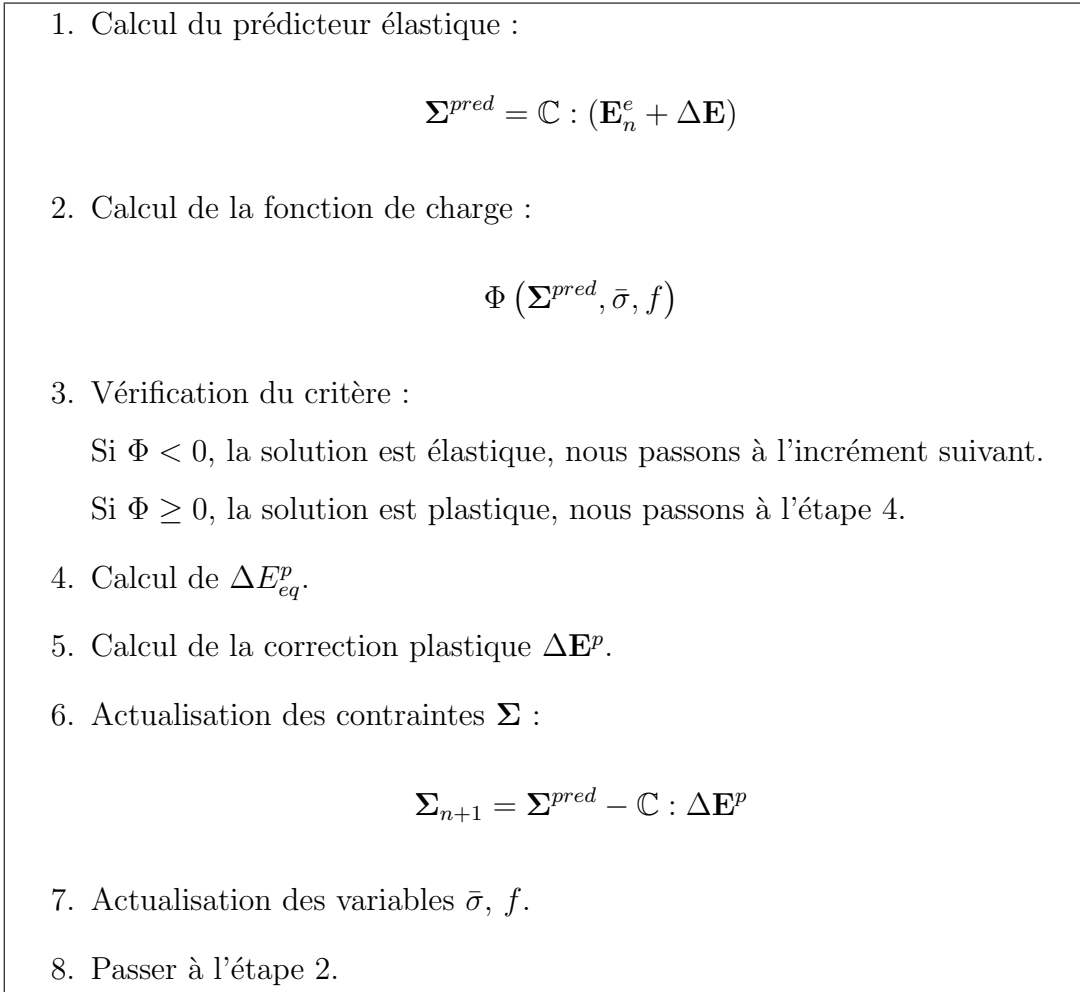 1. Calcul du prédicteur élastique :
𝚺^{pred} = ℂ : (𝐄^e_n + Δ𝐄)
2. Calcul de la fonction de charge :
Φ (𝚺^{pred}, σ̄, f)
3. Vérification du critère :
Si Φ < 0, la solution est élastique, nous passons à l'incrément suivant.
Si Φ ≥ 0, la solution est plastique, nous passons à l'étape 4.
4. Calcul de ΔE^p_{eq}.
5. Calcul de la correction plastique Δ𝐄^p.
6. Actualisation des contraintes 𝚺 :
𝚺_{n+1} = 𝚺^{pred} − ℂ : Δ𝐄^p
7. Actualisation des variables σ̄, f.
8. Passer à l'étape 2.